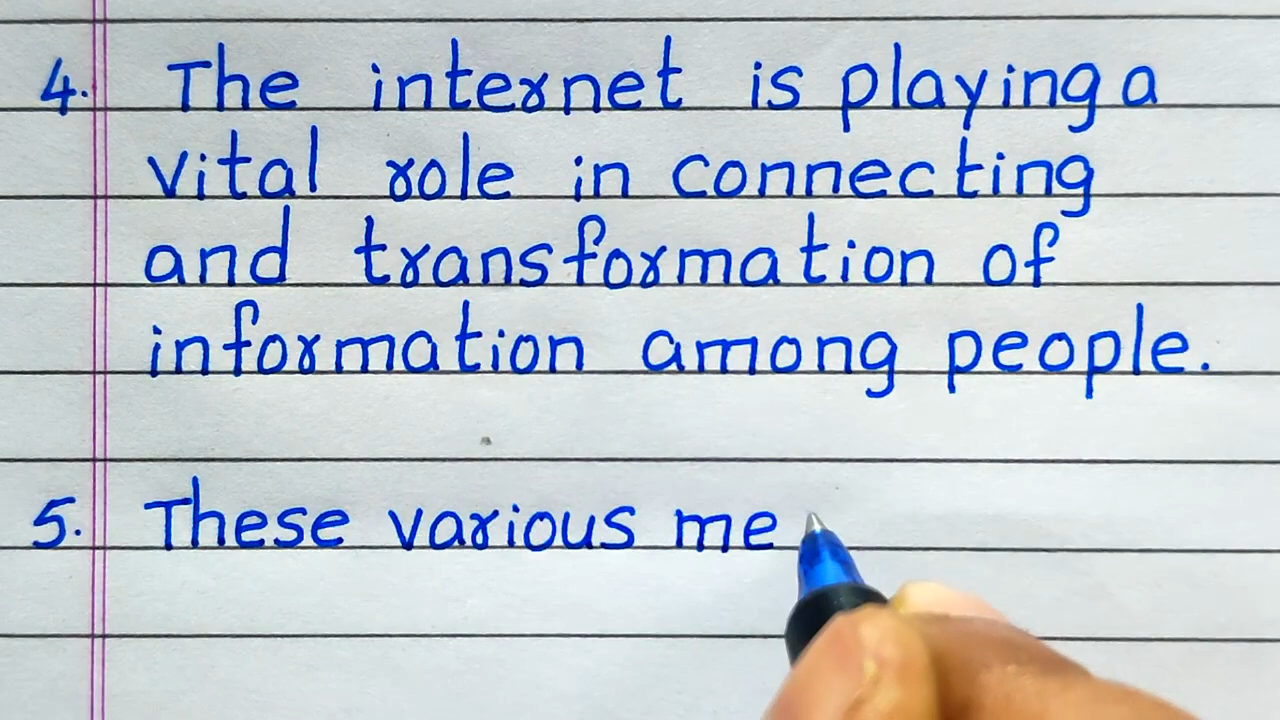 4. The internet is playing a
vital role in connecting
and transformation of
information among people.
5. These various me